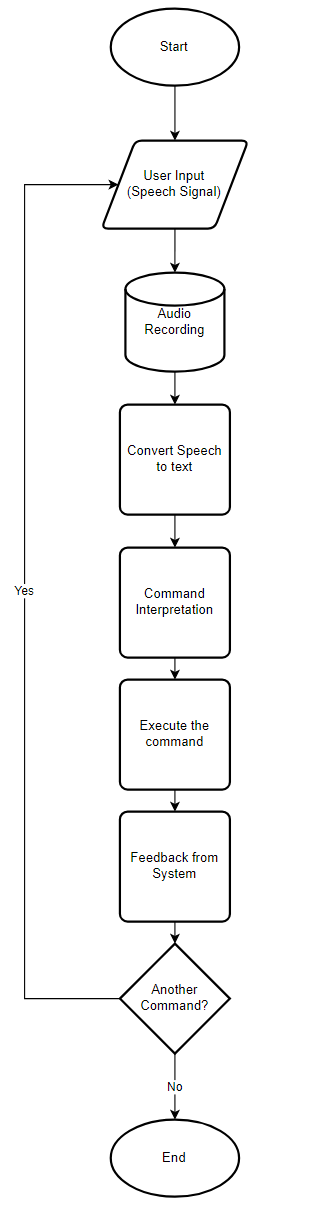 Start
User Input
(Speech Signal)
Audio
Recording
Convert Speech
to text
Command
Interpretation
Yes
Execute the
command
Feedback from
System
Another
Command?
No
End